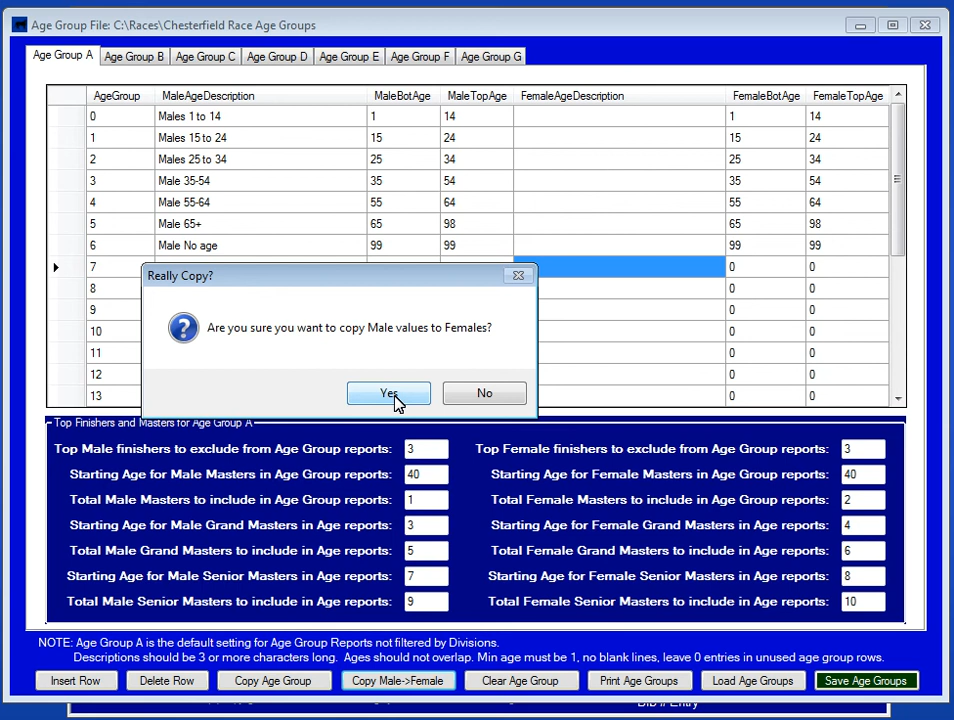 Age Group File: C:\Races\Chesterfield Race Age Groups
Age Group A Age Group B Age Group C Age Group D Age Group E Age Group F Age Group G
AgeGroup MaleAgeDescription MaleBotAge MaleTopAge FemaleAgeDescription FemaleBotAge FemaleTopAge
0 Males 1 to 14 1 14 1 14
1 Males 15 to 24 15 24 15 24
2 Males 25 to 34 25 34 25 34
3 Male 35-54 35 54 35 54
4 Male 55-64 55 64 55 64
5 Male 65+ 65 98 65 98
6 Male No age 99 99 99 99
7 0 0
8 0 0
9 0 0
10 0 0
11 0 0
12 0 0
13 0 0
Really Copy?
Are you sure you want to copy Male values to Females?
Yes No
Top Finishers and Masters for Age Group A
Top Male finishers to exclude from Age Group reports: 3 Top Female finishers to exclude from Age Group reports: 3
Starting Age for Male Masters in Age Group reports: 40 Starting Age for Female Masters in Age Group reports: 40
Total Male Masters to include in Age Group reports: 1 Total Female Masters to include in Age Group reports: 2
Starting Age for Male Grand Masters in Age reports: 3 Starting Age for Female Grand Masters in Age reports: 4
Total Male Grand Masters to include in Age reports: 5 Total Female Grand Masters to include in Age reports: 6
Starting Age for Male Senior Masters in Age reports: 7 Starting Age for Female Senior Masters in Age reports: 8
Total Male Senior Masters to include in Age reports: 9 Total Female Senior Masters to include in Age reports: 10
NOTE: Age Group A is the default setting for Age Group Reports not filtered by Divisions.
Descriptions should be 3 or more characters long. Ages should not overlap. Min age must be 1, no blank lines, leave 0 entries in unused age group rows.
Insert Row Delete Row Copy Age Group Copy Male->Female Clear Age Group Print Age Groups Load Age Groups Save Age Groups